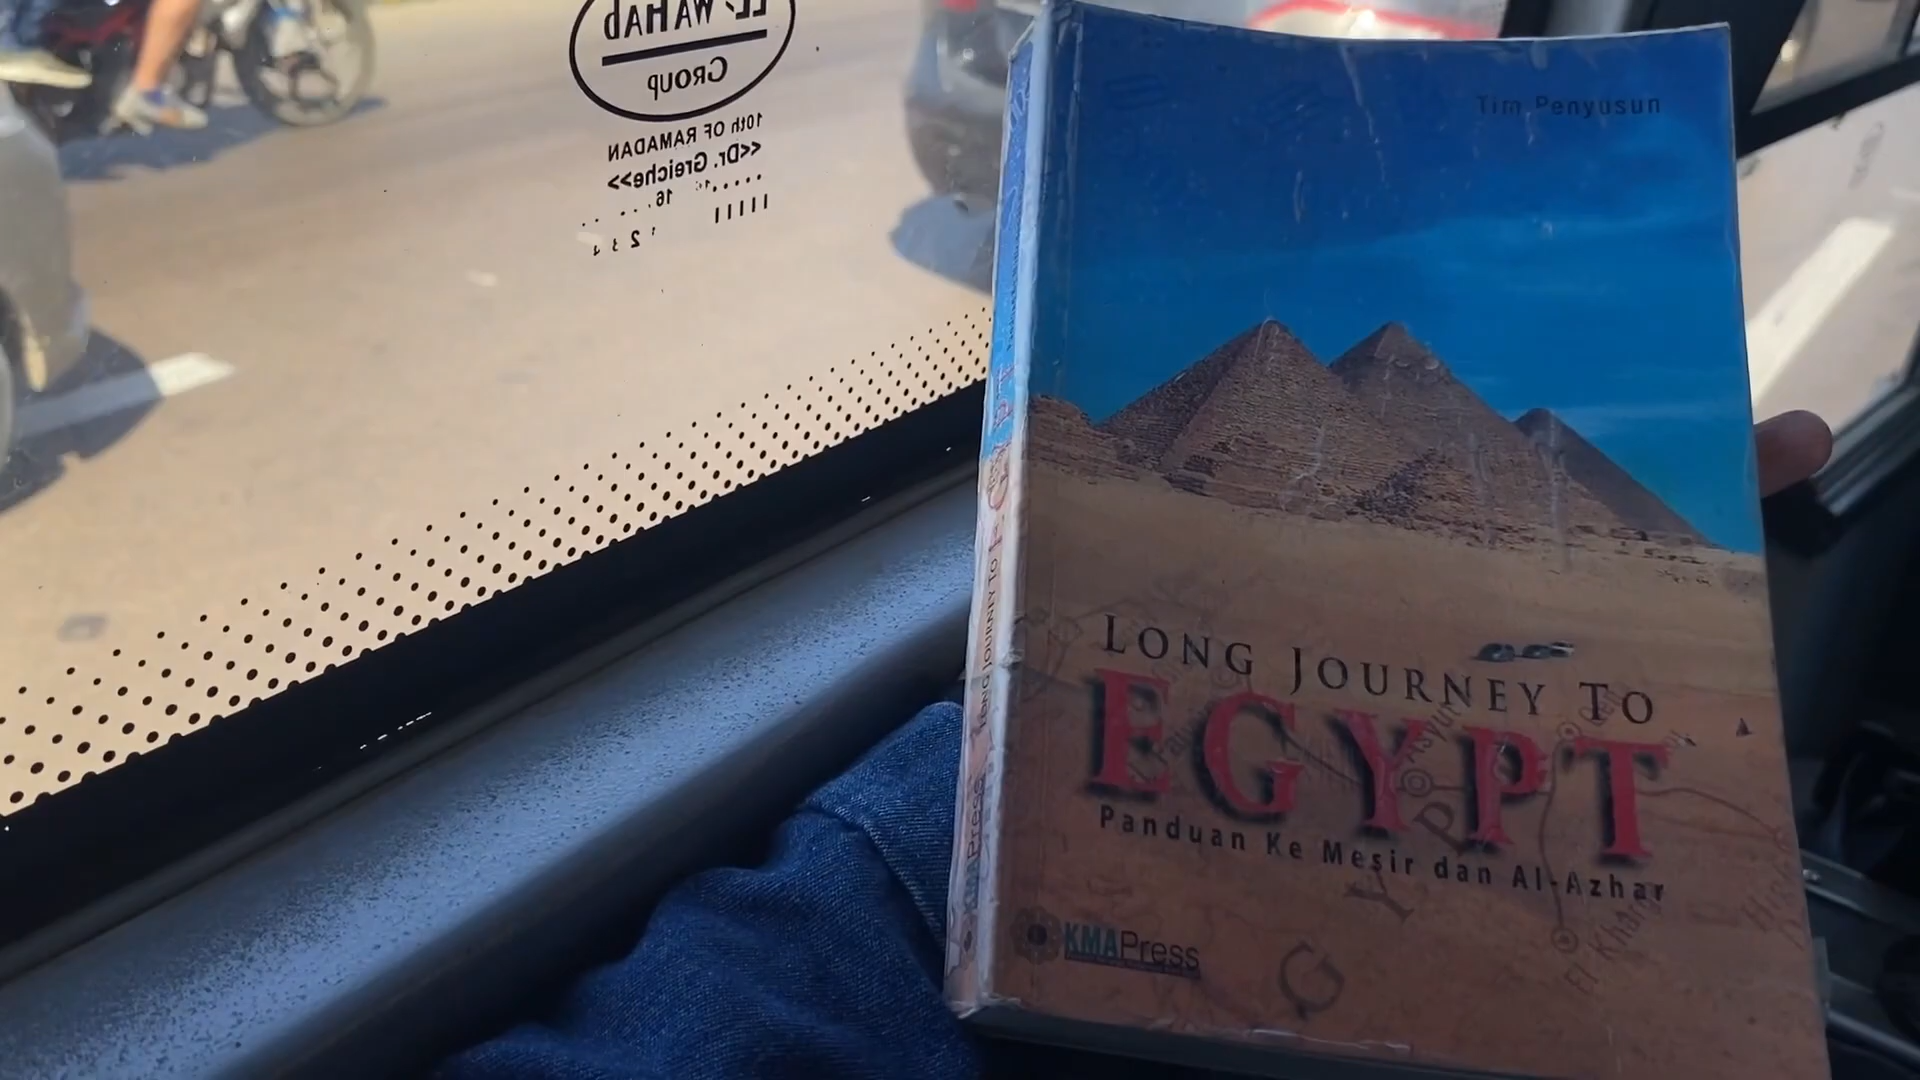 EL-WAHAb
GROUP
10th OF RAMADAN
<<Dr. Greiche>>
16
Tim Penyusun
LONG JOURNEY TO
EGYPT
Panduan Ke Mesir dan Al-Azhar
KMAPress
LONG JOURNEY TO EGYPT
KMAPress